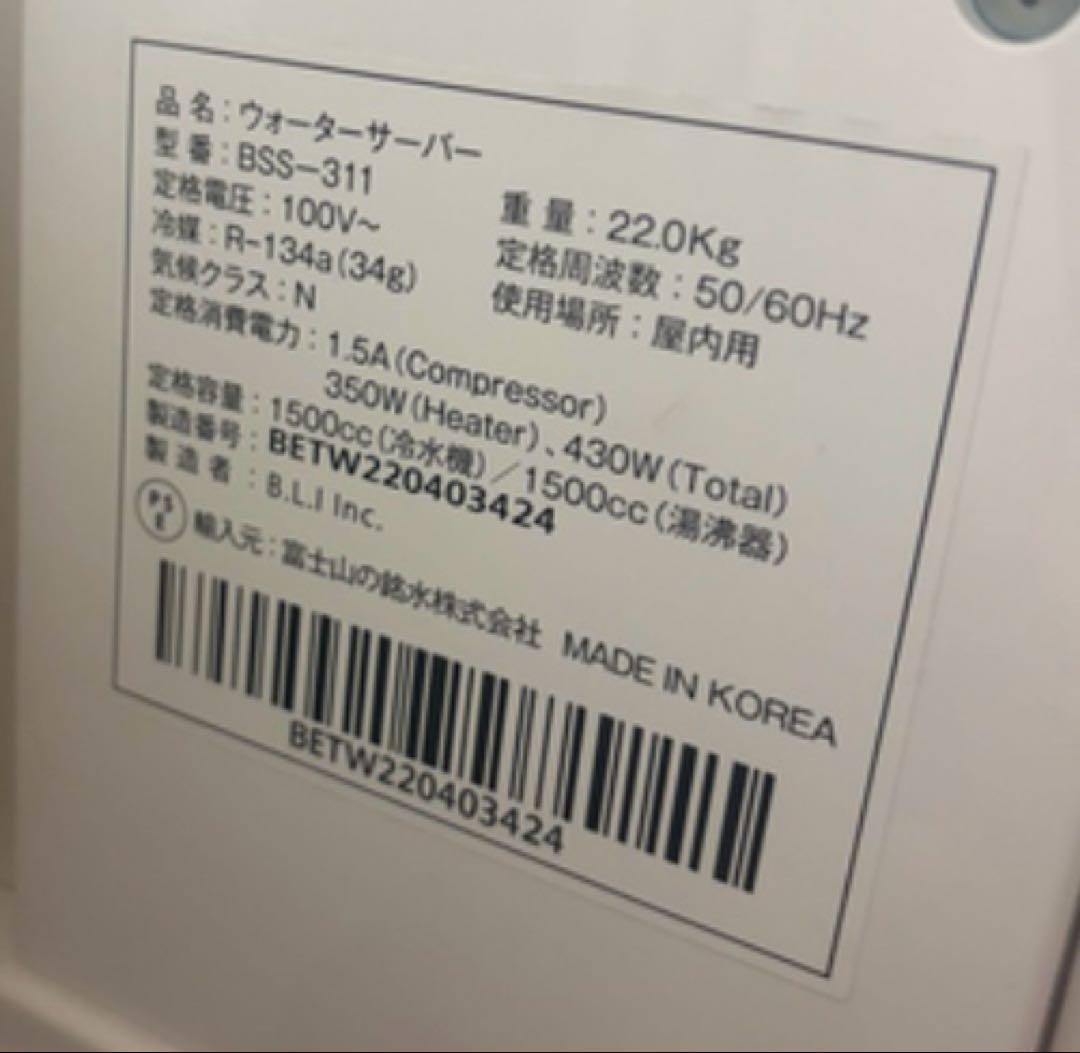 品 名：ウォーターサーバー
型 番：BSS-311
定格電圧：100V～
重 量：22.0Kg
冷媒：R-134a(34g)
定格周波数：50/60Hz
気候クラス：N
使用場所：屋内用
定格消費電力：1.5A(Compressor)
350W(Heater)、430W(Total)
定格容量：1500cc(冷水機)／1500cc(湯沸器)
製造番号：BETW220403424
製 造 者：B.L.I Inc.
PSE 輸入元：富士山の銘水株式会社 MADE IN KOREA
BETW220403424